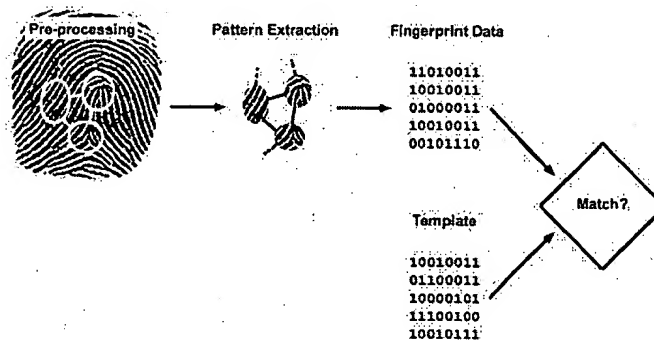 Pre-processing
Pattern Extraction
Fingerprint Data
11010011
10010011
01000011
10010011
00101110
Match?
Template
10010011
01100011
10000101
11100100
10010111